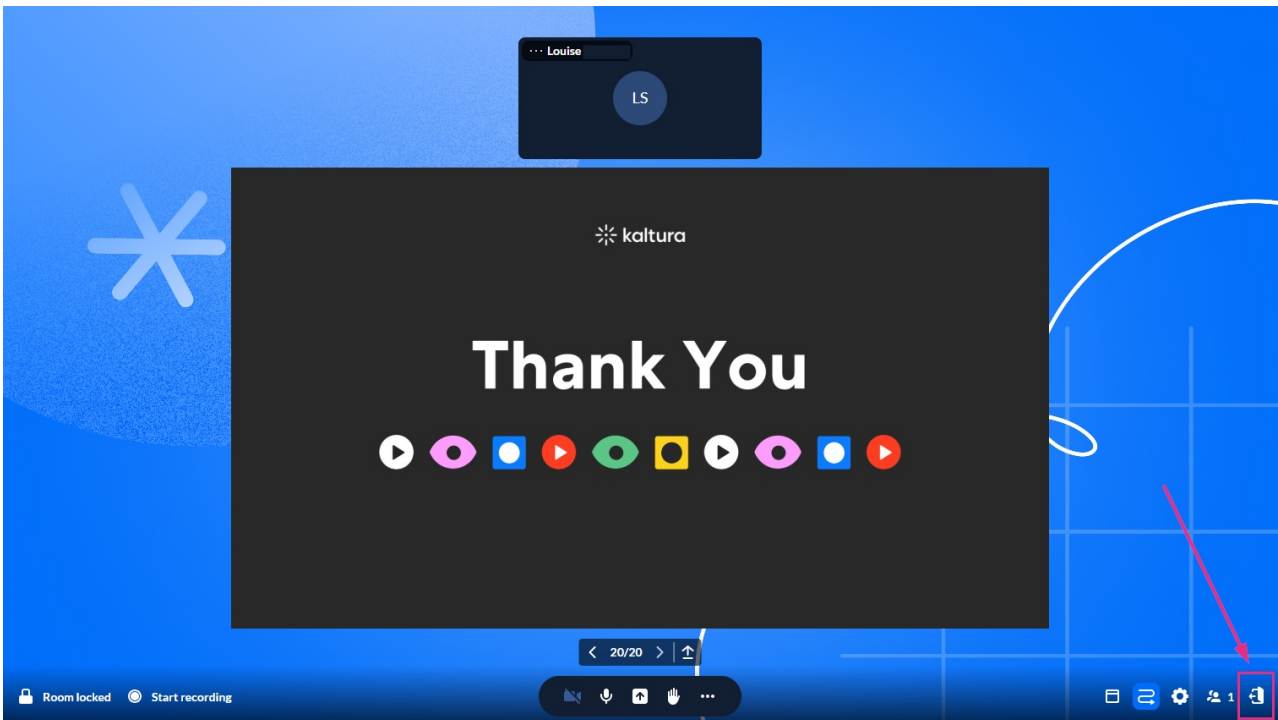 ··· Louise
LS
kaltura
Thank You
20/20
Room locked
Start recording
1